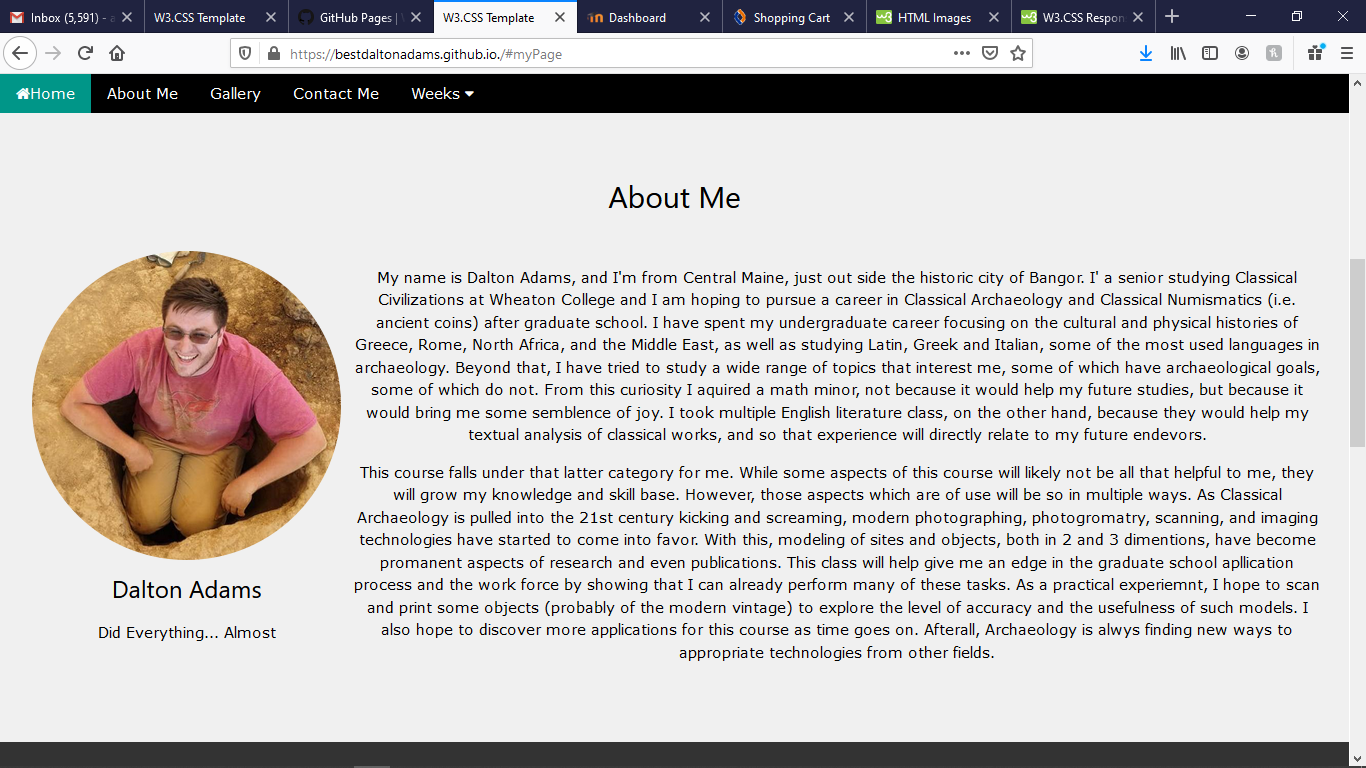 Inbox (5,591) - a
W3.CSS Template
GitHub Pages |
W3.CSS Template
Dashboard
Shopping Cart
HTML Images
W3.CSS Respon
https://bestdaltonadams.github.io./#myPage
Home
About Me
Gallery
Contact Me
Weeks
About Me
My name is Dalton Adams, and I'm from Central Maine, just out side the historic city of Bangor. I' a senior studying Classical
Civilizations at Wheaton College and I am hoping to pursue a career in Classical Archaeology and Classical Numismatics (i.e.
ancient coins) after graduate school. I have spent my undergraduate career focusing on the cultural and physical histories of
Greece, Rome, North Africa, and the Middle East, as well as studying Latin, Greek and Italian, some of the most used languages in
archaeology. Beyond that, I have tried to study a wide range of topics that interest me, some of which have archaeological goals,
some of which do not. From this curiosity I aquired a math minor, not because it would help my future studies, but because it
would bring me some semblence of joy. I took multiple English literature class, on the other hand, because they would help my
textual analysis of classical works, and so that experience will directly relate to my future endevors.
This course falls under that latter category for me. While some aspects of this course will likely not be all that helpful to me, they
will grow my knowledge and skill base. However, those aspects which are of use will be so in multiple ways. As Classical
Archaeology is pulled into the 21st century kicking and screaming, modern photographing, photogromatry, scanning, and imaging
technologies have started to come into favor. With this, modeling of sites and objects, both in 2 and 3 dimentions, have become
promanent aspects of research and even publications. This class will help give me an edge in the graduate school apllication
process and the work force by showing that I can already perform many of these tasks. As a practical experiemnt, I hope to scan
and print some objects (probably of the modern vintage) to explore the level of accuracy and the usefulness of such models. I
also hope to discover more applications for this course as time goes on. Afterall, Archaeology is alwys finding new ways to
appropriate technologies from other fields.
Dalton Adams
Did Everything... Almost